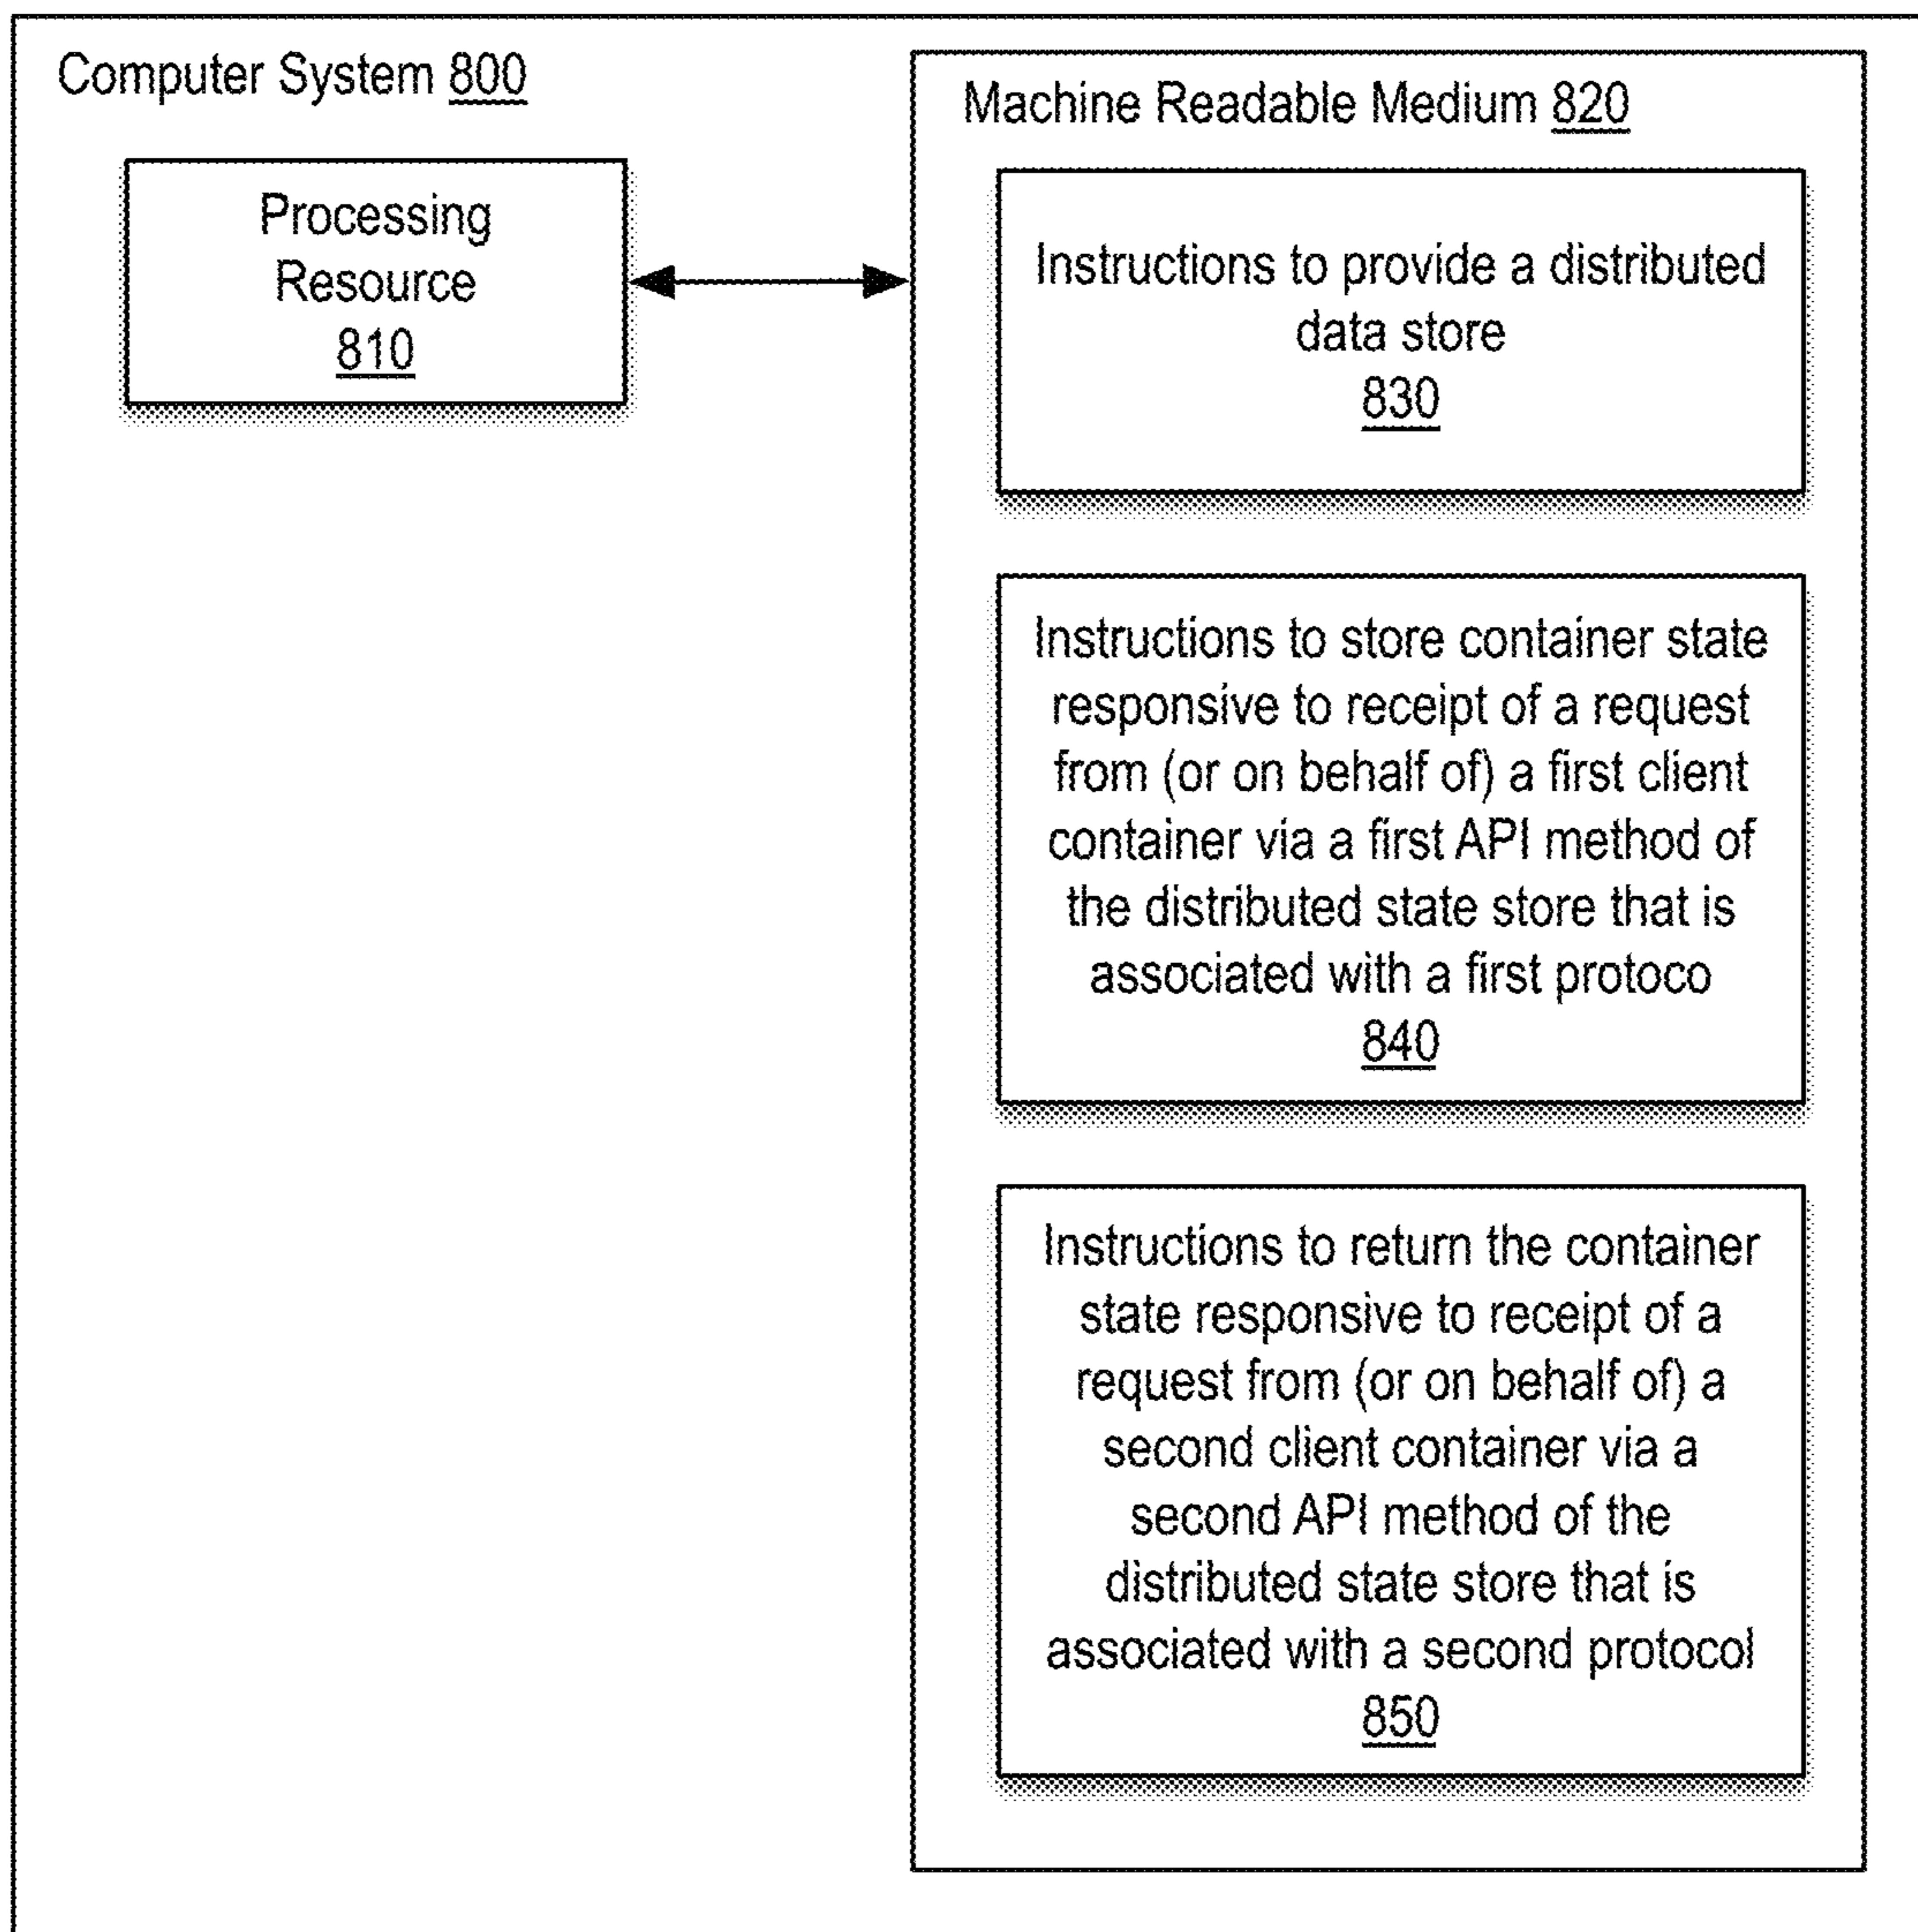 Computer System 800
Processing
Resource
810
Machine Readable Medium 820
Instructions to provide a distributed
data store
830
Instructions to store container state
responsive to receipt of a request
from (or on behalf of) a first client
container via a first API method of
the distributed state store that is
associated with a first protoco
840
Instructions to return the container
state responsive to receipt of a
request from (or on behalf of) a
second client container via a
second API method of the
distributed state store that is
associated with a second protocol
850